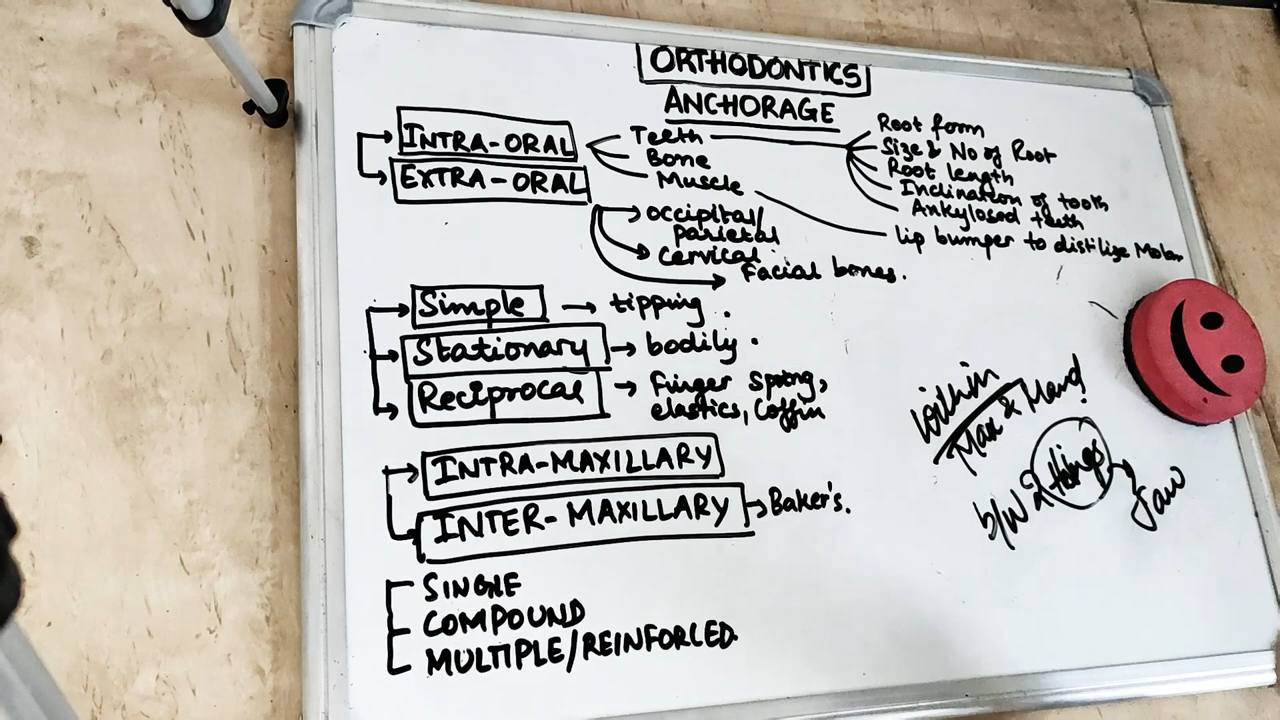 ORTHODONTICS
ANCHORAGE
INTRA-ORAL
EXTRA-ORAL
Teeth
Bone
Muscle
Root form
Size & No of Root
Root length
Inclination of tooth
Ankylosed teeth
lip bumper to distilize Molar
occipital/
parietal
cervical.
Facial bones.
Simple → tipping.
Stationary → bodily.
Reciprocal → Finger Spring,
elastics, Coffin
INTRA-MAXILLARY
INTER-MAXILLARY → Baker's.
SINGLE
COMPOUND
MULTIPLE/REINFORCED.
within
Max & Mand
b/w 2 things
Jaw